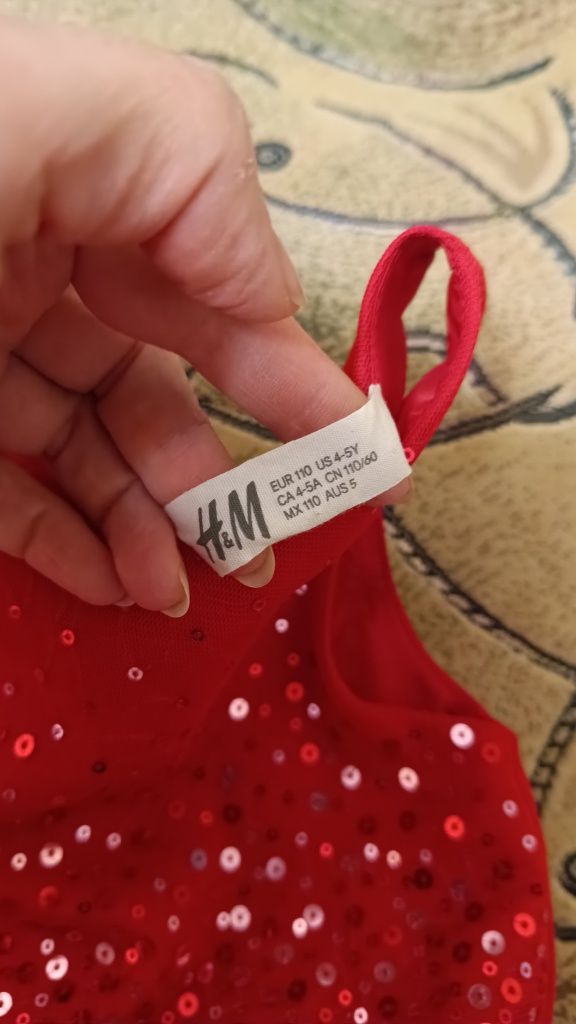 H&M
EUR 110 US 4-5Y
CA 4-5A CN 110/60
MX 110 AUS 5